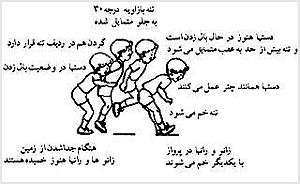 تنه بازاویه درجه ۳۰
به جلو متمایل شده
دستها هنوز در حال بال زدن است
و تنه بیش از حد به عقب متمایل می شود
گردن هم در ردیف تنه قرار دارد
دستها در وضعیت بال زدن
دستها همانند چتر عمل می کنند
تنه خم می شود
زانو و رانها در پرواز
با یکدیگر خم می شوند
هنگام جداشدن از زمین
زانو ها و رانها هنوز خمیده هستند